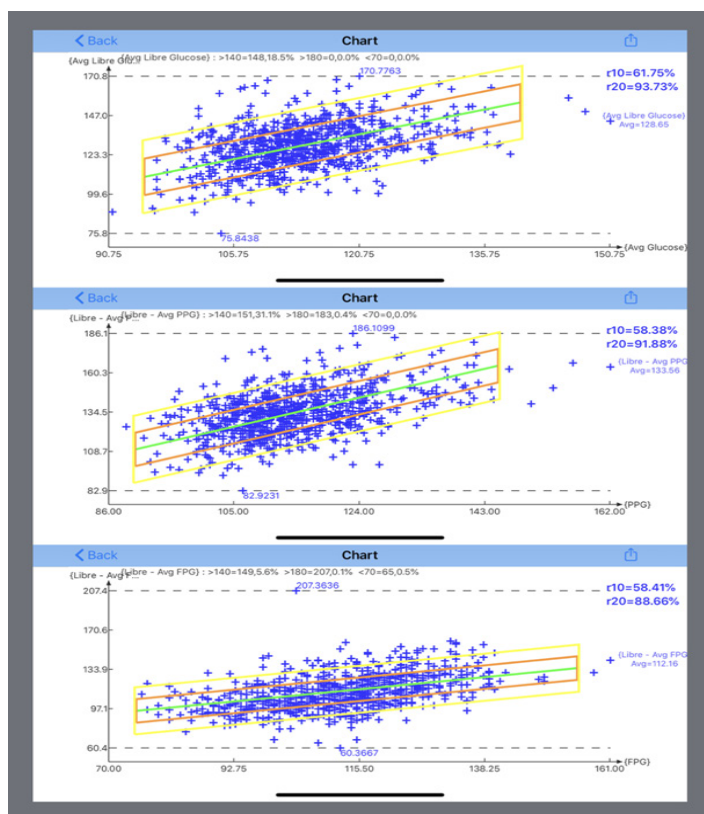 Back Chart
{Avg Libre Glu... {Avg Libre Glucose} : >140=148,18.5% >180=0,0.0% <70=0,0.0%
170.8 170.7763 r10=61.75%
r20=93.73%
147.0 {Avg Libre Glucose}
Avg=128.65
123.3
99.6
75.8 75.8438
90.75 105.75 120.75 135.75 150.75 {Avg Glucose}
Back Chart
{Libre - Avg P... {Libre - Avg PPG} : >140=151,31.1% >180=183,0.4% <70=0,0.0%
186.1 186.1099 r10=58.38%
r20=91.88%
160.3 {Libre - Avg PPG
Avg=133.56
134.5
108.7
82.9 82.9231
86.00 105.00 124.00 143.00 162.00 {PPG}
Back Chart
{Libre - Avg F... {Libre - Avg FPG} : >140=149,5.6% >180=207,0.1% <70=65,0.5%
207.4 207.3636 r10=58.41%
r20=88.66%
170.6
133.9 {Libre - Avg FPG
Avg=112.16
97.1
60.4 60.3667
70.00 92.75 115.50 138.25 161.00 {FPG}